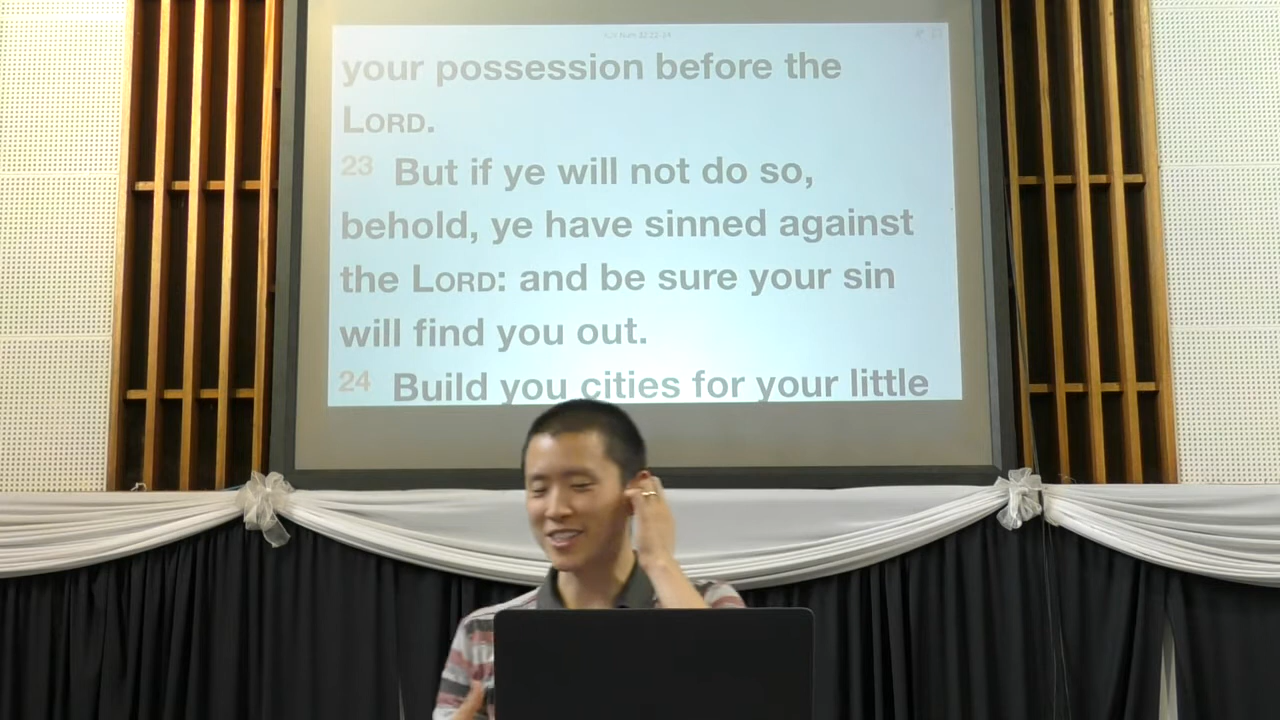 your possession before the
LORD.
23 But if ye will not do so,
behold, ye have sinned against
the LORD: and be sure your sin
will find you out.
24 Build you cities for your little